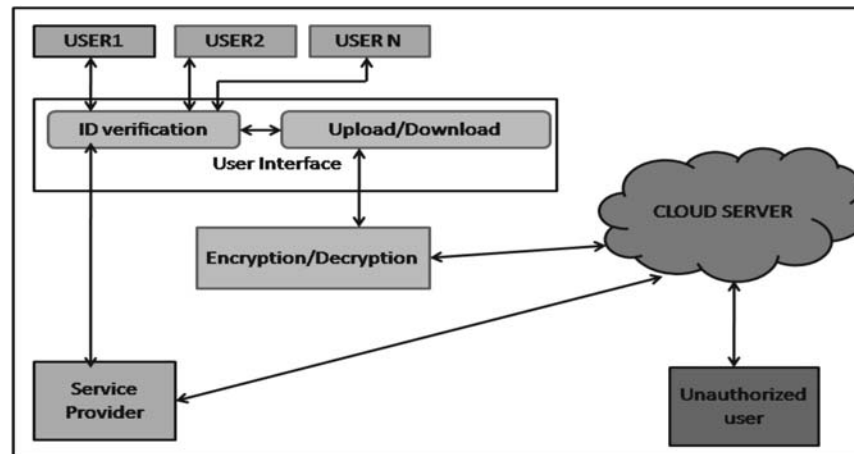 USER1
USER2
USER N
ID verification
Upload/Download
User Interface
CLOUD SERVER
Encryption/Decryption
Service
Provider
Unauthorized
user